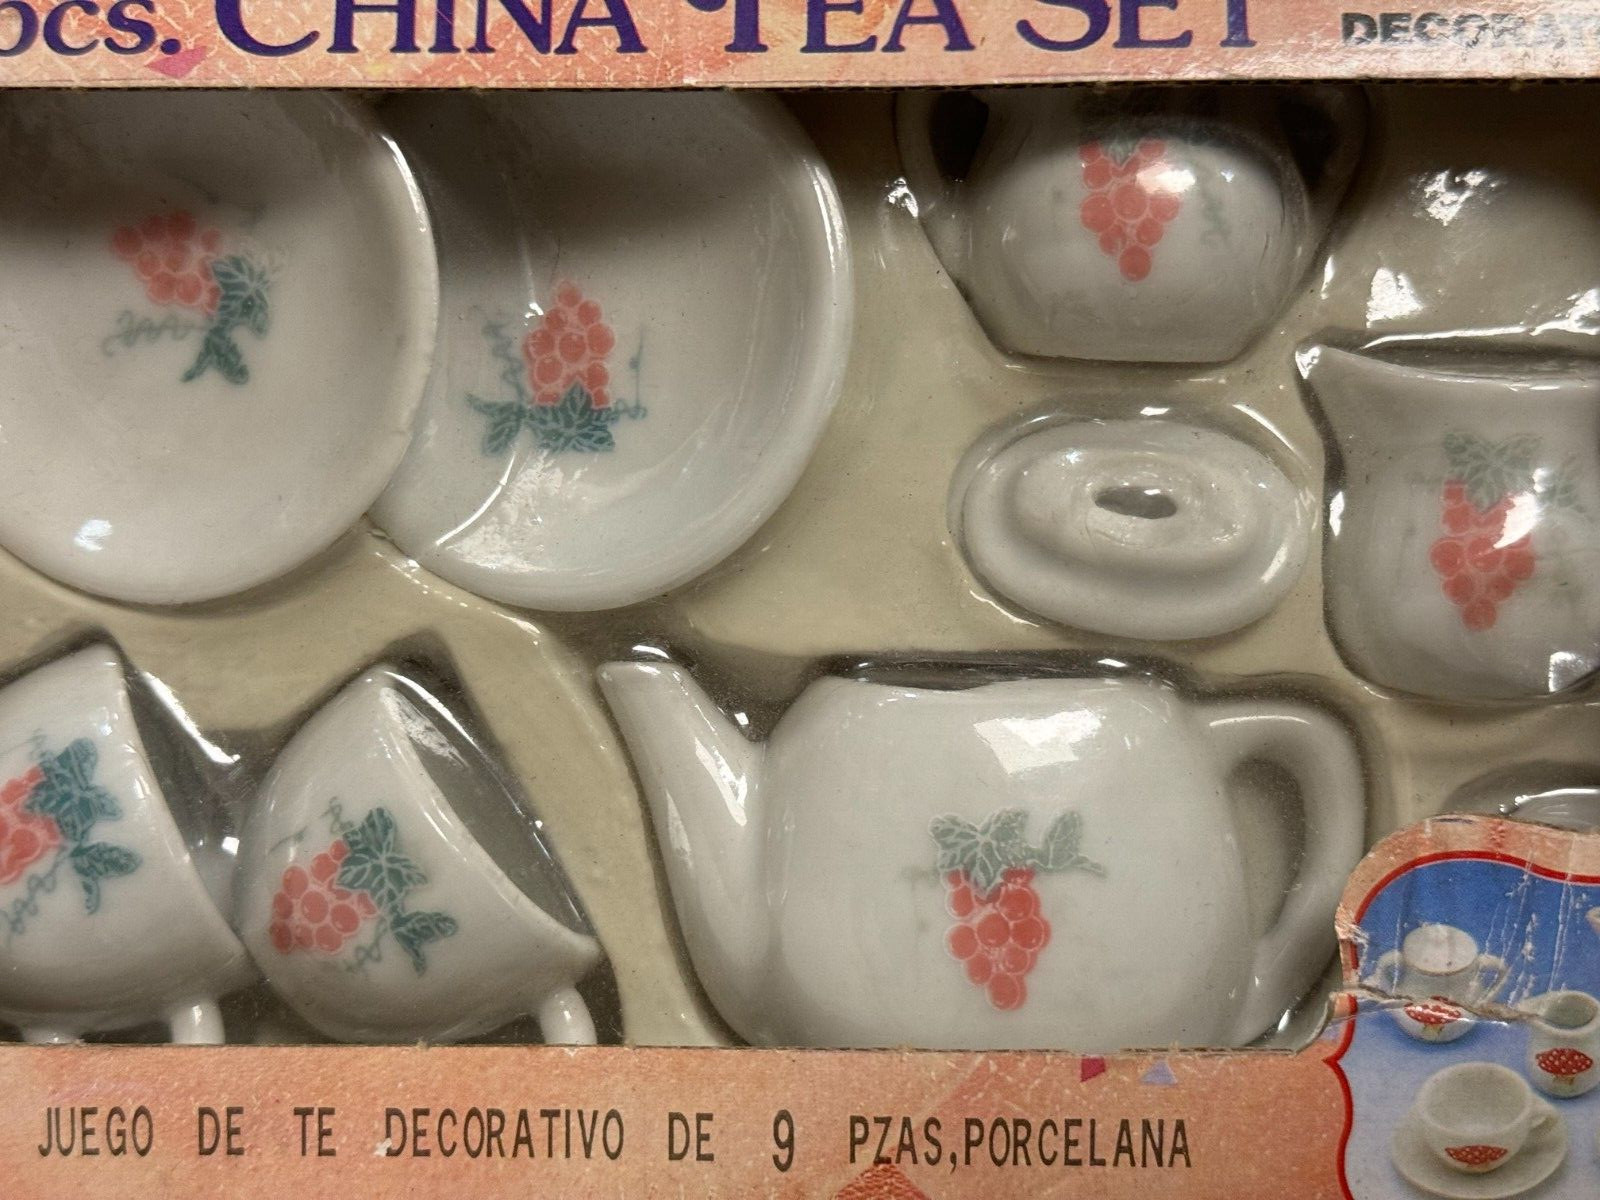 pcs. CHINA TEA SET
JUEGO DE TE DECORATIVO DE 9 PZAS,PORCELANA